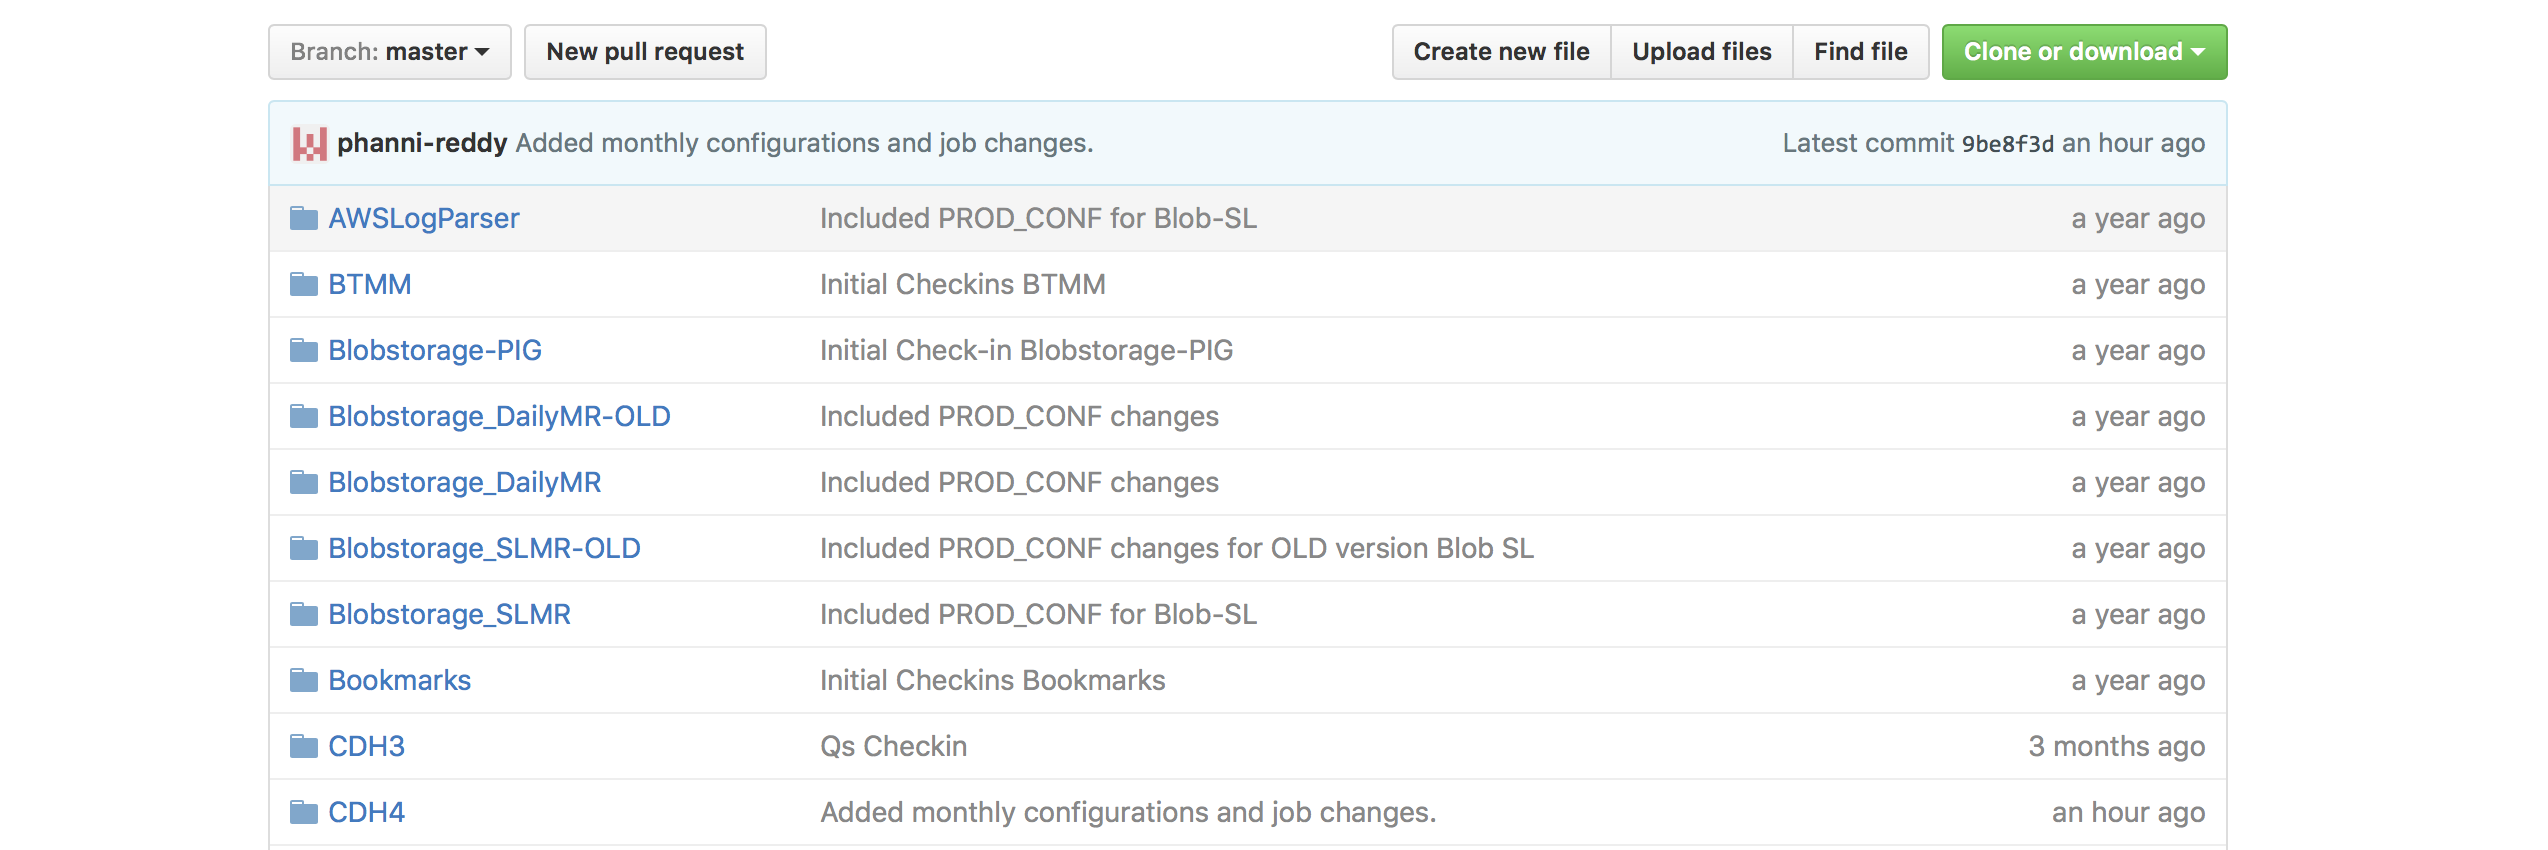 Branch: master New pull request Create new file Upload files Find file Clone or download
phanni-reddy Added monthly configurations and job changes. Latest commit 9be8f3d an hour ago
AWSLogParser Included PROD_CONF for Blob-SL a year ago
BTMM Initial Checkins BTMM a year ago
Blobstorage-PIG Initial Check-in Blobstorage-PIG a year ago
Blobstorage_DailyMR-OLD Included PROD_CONF changes a year ago
Blobstorage_DailyMR Included PROD_CONF changes a year ago
Blobstorage_SLMR-OLD Included PROD_CONF changes for OLD version Blob SL a year ago
Blobstorage_SLMR Included PROD_CONF for Blob-SL a year ago
Bookmarks Initial Checkins Bookmarks a year ago
CDH3 Qs Checkin 3 months ago
CDH4 Added monthly configurations and job changes. an hour ago